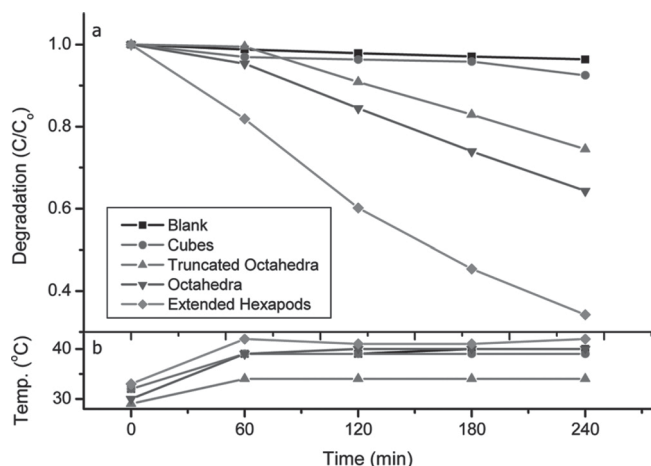 a
1.0
0.8
0.6
0.4
Degradation (C/Co)
Blank
Cubes
Truncated Octahedra
Octahedra
Extended Hexapods
b
40
30
Temp. (°C)
0 60 120 180 240
Time (min)